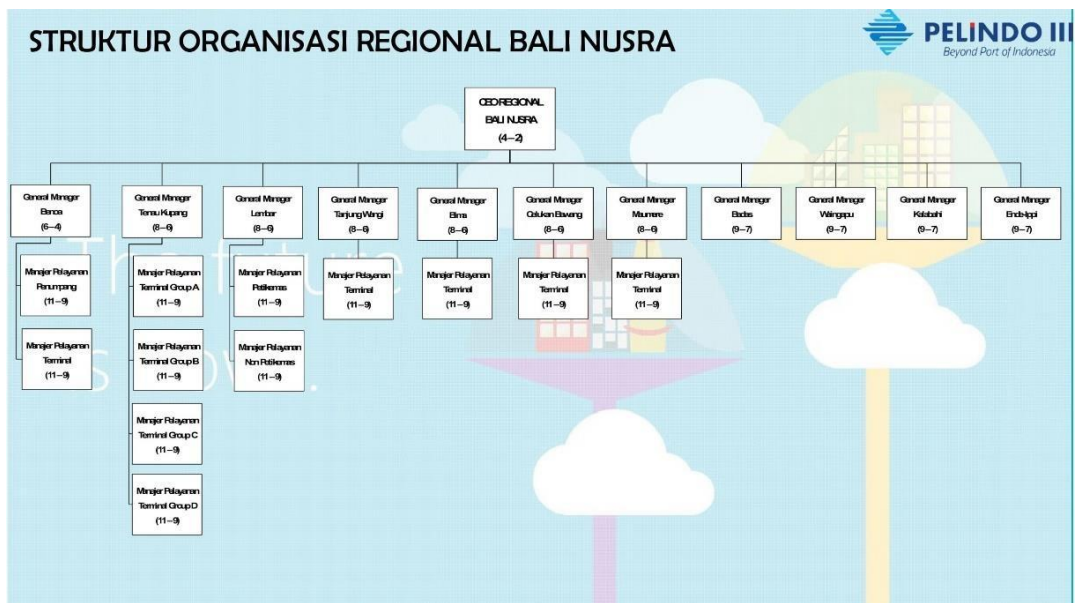 STRUKTUR ORGANISASI REGIONAL BALI NUSRA
PELINDO III
Beyond Port of Indonesia
CEO REGIONAL
BALI NUSRA
(4–2)
General Manager
Benoa
(6–4)
General Manager
Tenau Kupang
(8–6)
General Manager
Lembar
(8–6)
General Manager
Tanjung Wangi
(8–6)
General Manager
Bima
(8–6)
General Manager
Celukan Bawang
(8–6)
General Manager
Maumere
(8–6)
General Manager
Badas
(9–7)
General Manager
Waingapu
(9–7)
General Manager
Kalabahi
(9–7)
General Manager
Ende-Ippi
(9–7)
Manajer Pelayanan
Penumpang
(11–9)
Manajer Pelayanan
Terminal Group A
(11–9)
Manajer Pelayanan
Petikemas
(11–9)
Manajer Pelayanan
Terminal
(11–9)
Manajer Pelayanan
Terminal
(11–9)
Manajer Pelayanan
Terminal
(11–9)
Manajer Pelayanan
Terminal
(11–9)
Manajer Pelayanan
Terminal
(11–9)
Manajer Pelayanan
Terminal Group B
(11–9)
Manajer Pelayanan
Non Petikemas
(11–9)
Manajer Pelayanan
Terminal Group C
(11–9)
Manajer Pelayanan
Terminal Group D
(11–9)